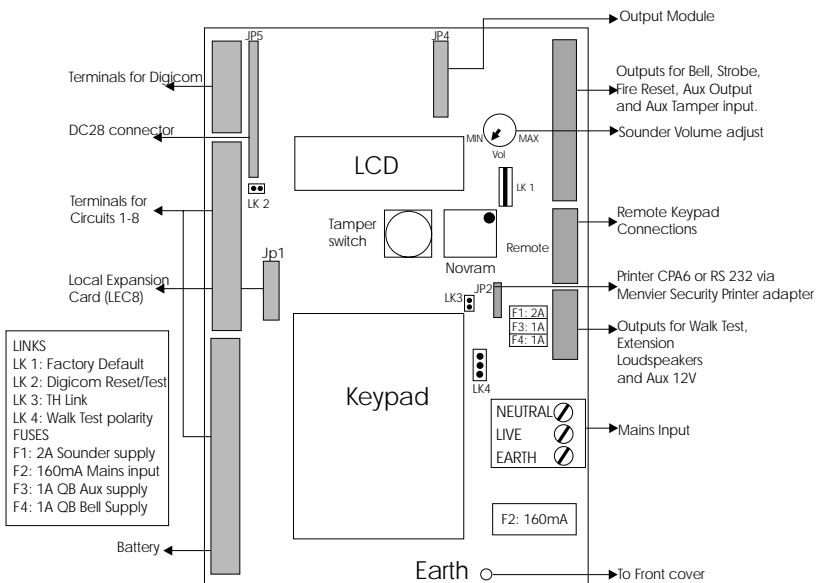 Output Module
JP5
JP4
Terminals for Digicom
Outputs for Bell, Strobe,
Fire Reset, Aux Output
and Aux Tamper input.
DC28 connector
MIN
MAX
Vol
Sounder Volume adjust
LCD
LK 1
LK 2
Terminals for
Circuits 1-8
Tamper
switch
Novram
Remote
Remote Keypad
Connections
Jp1
Local Expansion
Card (LEC8)
LK3
JP2
Printer CPA6 or RS 232 via
Menvier Security Printer adapter
F1: 2A
F3: 1A
F4: 1A
Outputs for Walk Test,
Extension
Loudspeakers
and Aux 12V
LINKS
LK 1: Factory Default
LK 2: Digicom Reset/Test
LK 3: TH Link
LK 4: Walk Test polarity
FUSES
F1: 2A Sounder supply
F2: 160mA Mains input
F3: 1A QB Aux supply
F4: 1A QB Bell Supply
Keypad
LK4
NEUTRAL
LIVE
EARTH
Mains Input
F2: 160mA
Battery
Earth
To Front cover